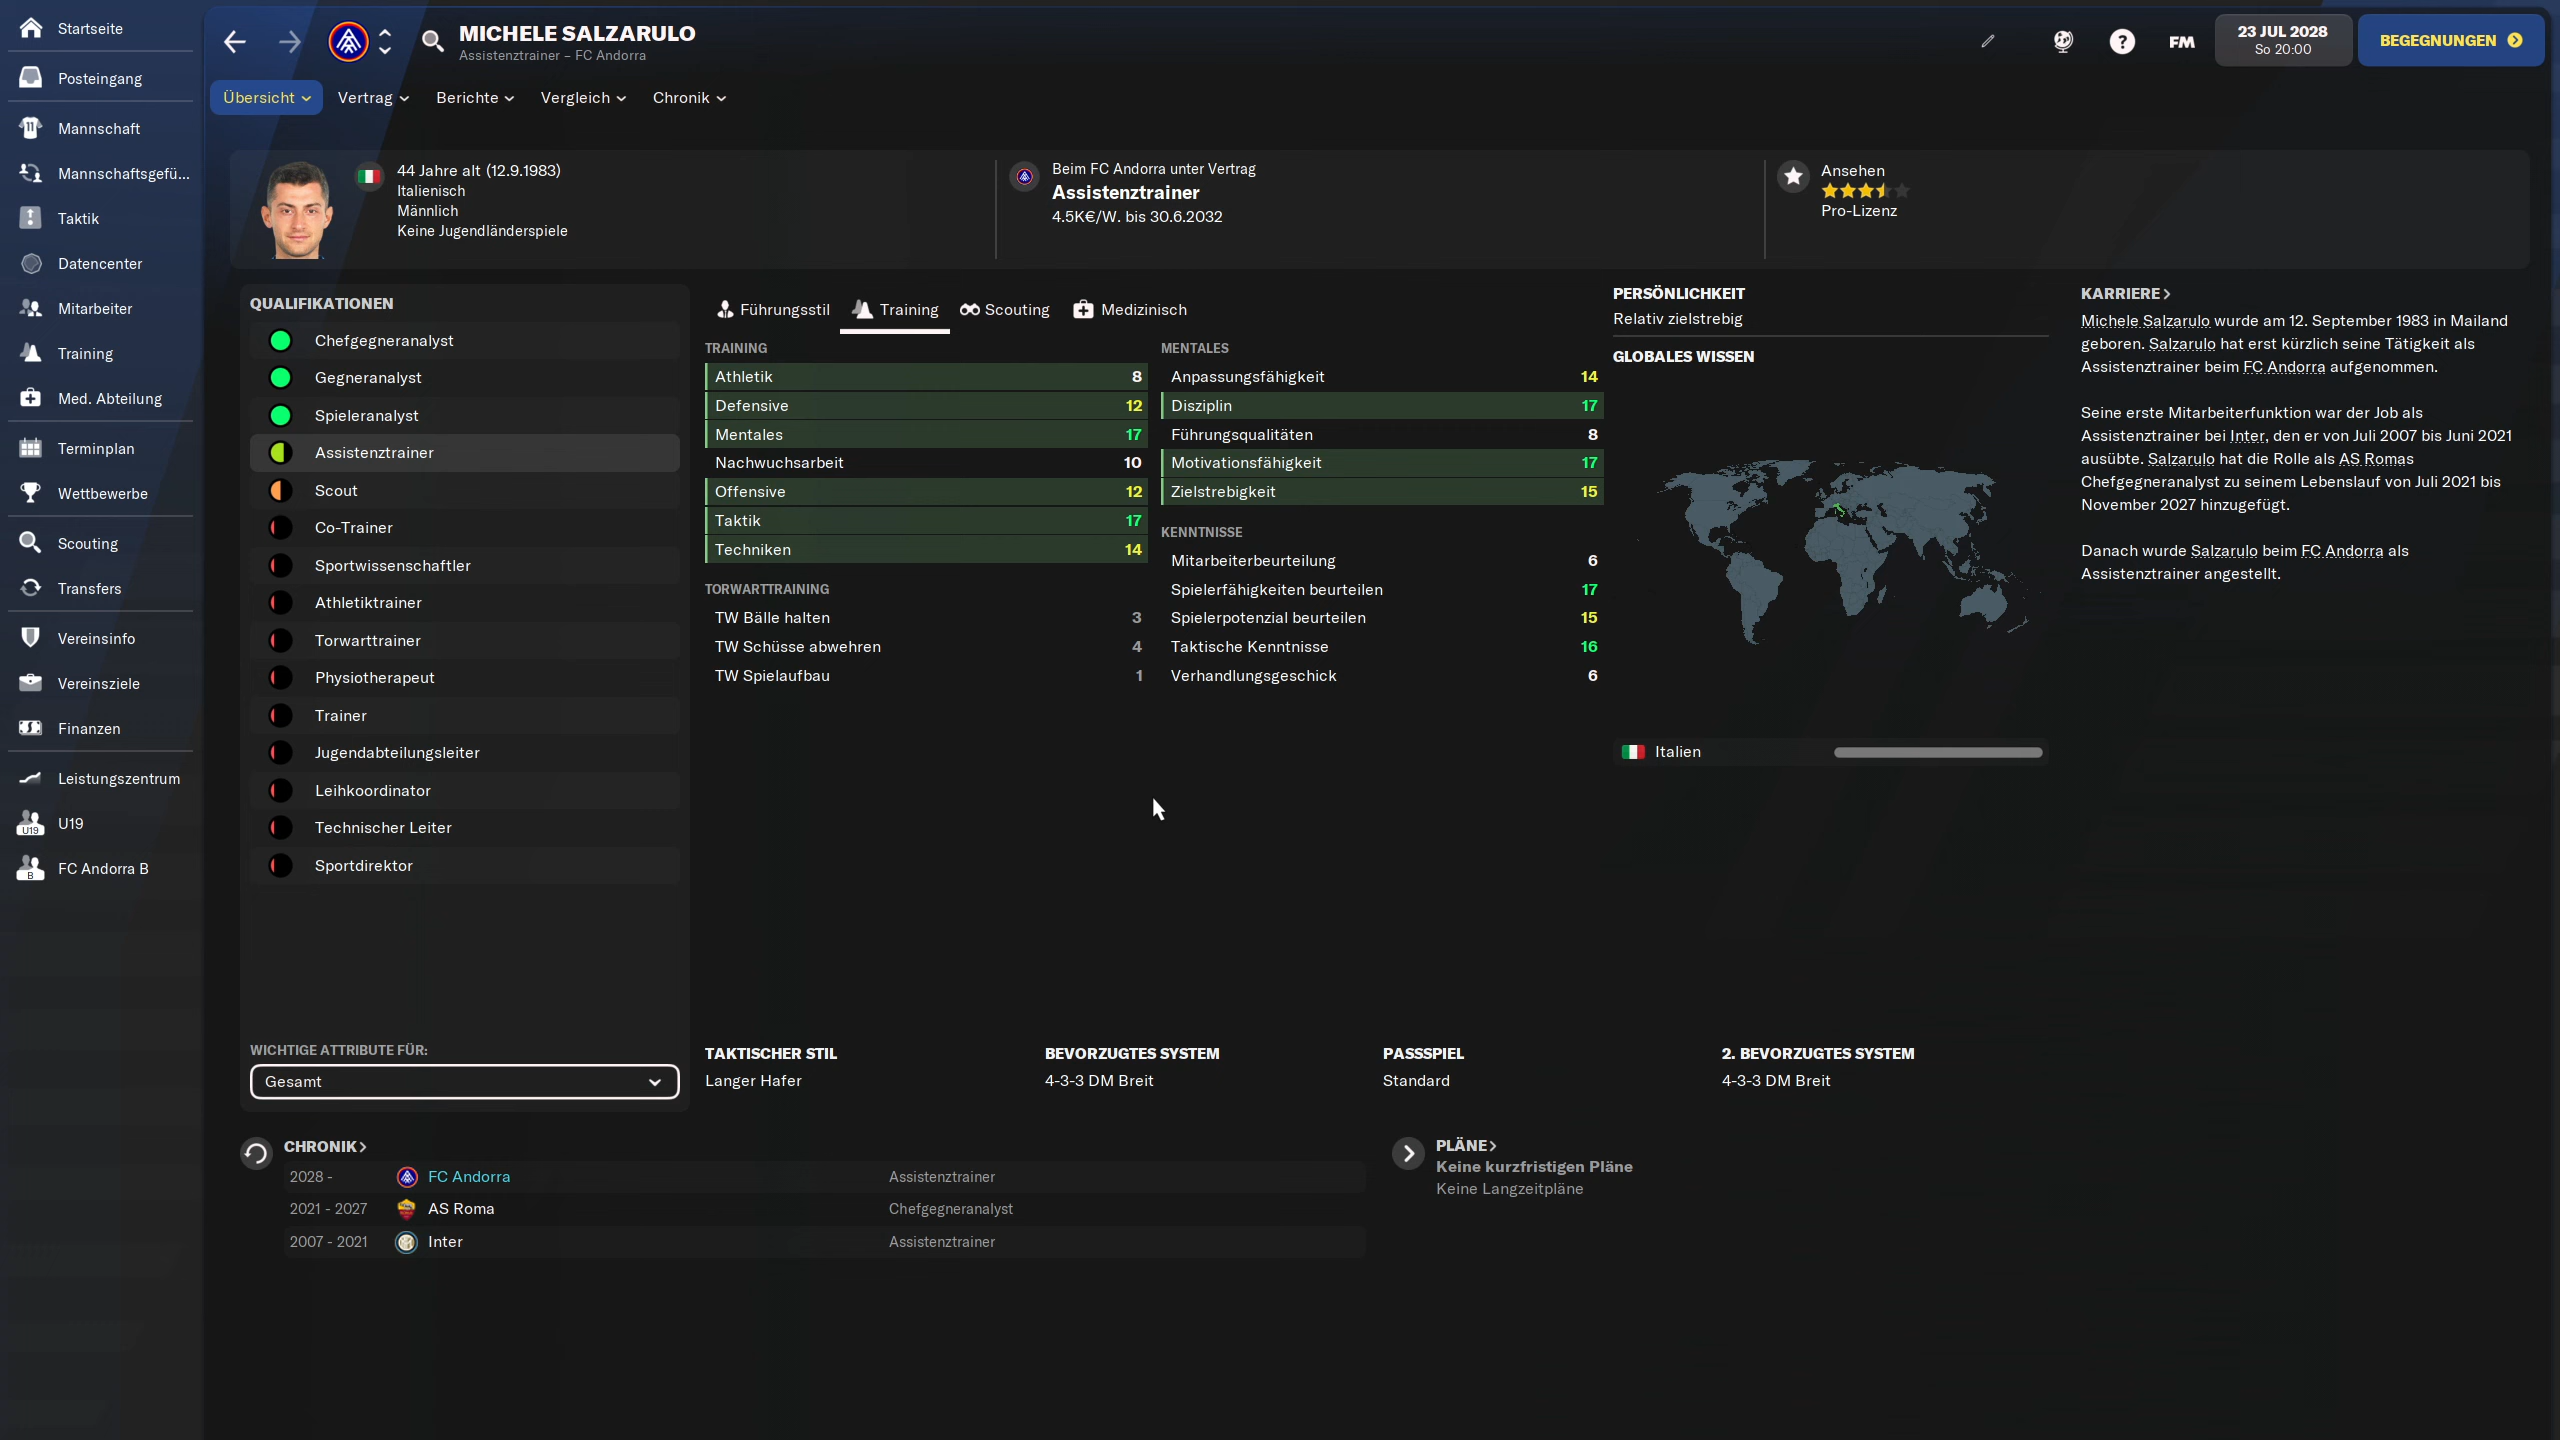 Startseite
Posteingang
Mannschaft
Mannschaftsgefü...
Taktik
Datencenter
Mitarbeiter
Training
Med. Abteilung
Terminplan
Wettbewerbe
Scouting
Transfers
Vereinsinfo
Vereinsziele
Finanzen
Leistungszentrum
U19
FC Andorra B
MICHELE SALZARULO
Assistenztrainer – FC Andorra
FM
23 JUL 2028
So 20:00
BEGEGNUNGEN
Übersicht
Vertrag
Berichte
Vergleich
Chronik
44 Jahre alt (12.9.1983)
Italienisch
Männlich
Keine Jugendländerspiele
Beim FC Andorra unter Vertrag
Assistenztrainer
4.5K€/W. bis 30.6.2032
Ansehen
Pro-Lizenz
QUALIFIKATIONEN
Chefgegneranalyst
Gegneranalyst
Spieleranalyst
Assistenztrainer
Scout
Co-Trainer
Sportwissenschaftler
Athletiktrainer
Torwarttrainer
Physiotherapeut
Trainer
Jugendabteilungsleiter
Leihkoordinator
Technischer Leiter
Sportdirektor
WICHTIGE ATTRIBUTE FÜR:
Gesamt
Führungsstil
Training
Scouting
Medizinisch
TRAINING
Athletik 8
Defensive 12
Mentales 17
Nachwuchsarbeit 10
Offensive 12
Taktik 17
Techniken 14
TORWARTTRAINING
TW Bälle halten 3
TW Schüsse abwehren 4
TW Spielaufbau 1
MENTALES
Anpassungsfähigkeit 14
Disziplin 17
Führungsqualitäten 8
Motivationsfähigkeit 17
Zielstrebigkeit 15
KENNTNISSE
Mitarbeiterbeurteilung 6
Spielerfähigkeiten beurteilen 17
Spielerpotenzial beurteilen 15
Taktische Kenntnisse 16
Verhandlungsgeschick 6
PERSÖNLICHKEIT
Relativ zielstrebig
GLOBALES WISSEN
Italien
KARRIERE
Michele Salzarulo wurde am 12. September 1983 in Mailand
geboren. Salzarulo hat erst kürzlich seine Tätigkeit als
Assistenztrainer beim FC Andorra aufgenommen.
Seine erste Mitarbeiterfunktion war der Job als
Assistenztrainer bei Inter, den er von Juli 2007 bis Juni 2021
ausübte. Salzarulo hat die Rolle als AS Romas
Chefgegneranalyst zu seinem Lebenslauf von Juli 2021 bis
November 2027 hinzugefügt.
Danach wurde Salzarulo beim FC Andorra als
Assistenztrainer angestellt.
TAKTISCHER STIL
Langer Hafer
BEVORZUGTES SYSTEM
4-3-3 DM Breit
PASSSPIEL
Standard
2. BEVORZUGTES SYSTEM
4-3-3 DM Breit
CHRONIK
2028 - FC Andorra Assistenztrainer
2021 - 2027 AS Roma Chefgegneranalyst
2007 - 2021 Inter Assistenztrainer
PLÄNE
Keine kurzfristigen Pläne
Keine Langzeitpläne